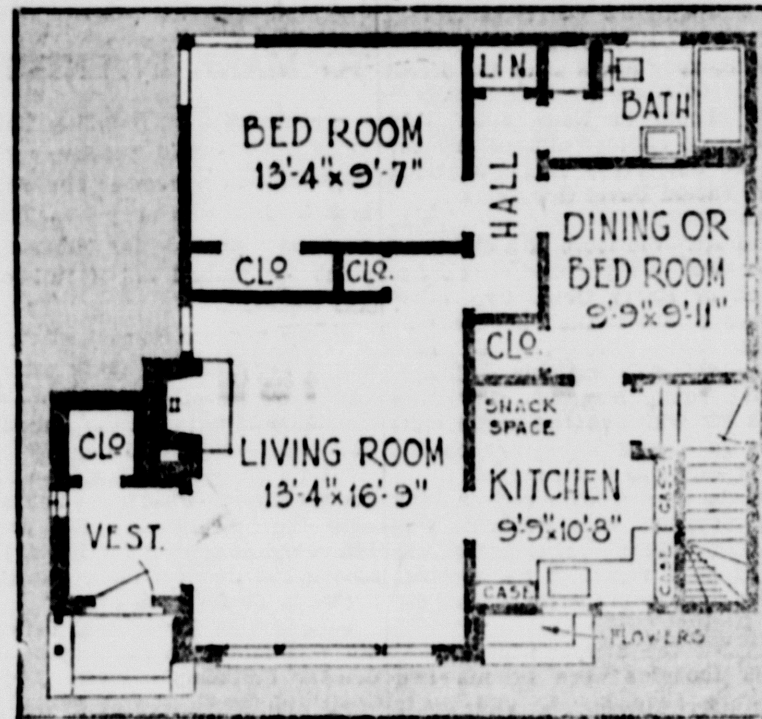 LIN.
BATH
BED ROOM
13'-4" x 9'-7"
HALL
DINING OR
BED ROOM
9'-9" x 9'-11"
CLO
CLO.
CLO.
SNACK
SPACE
CLO
LIVING ROOM
13'-4" x 16'-9"
KITCHEN
9'-9" x 10'-8"
CASE
CASE
VEST.
CASE
FLOWERS